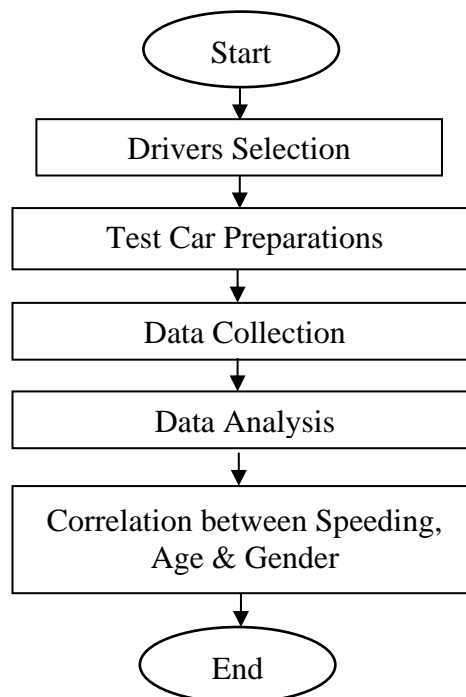 Start
Drivers Selection
Test Car Preparations
Data Collection
Data Analysis
Correlation between Speeding,
Age & Gender
End